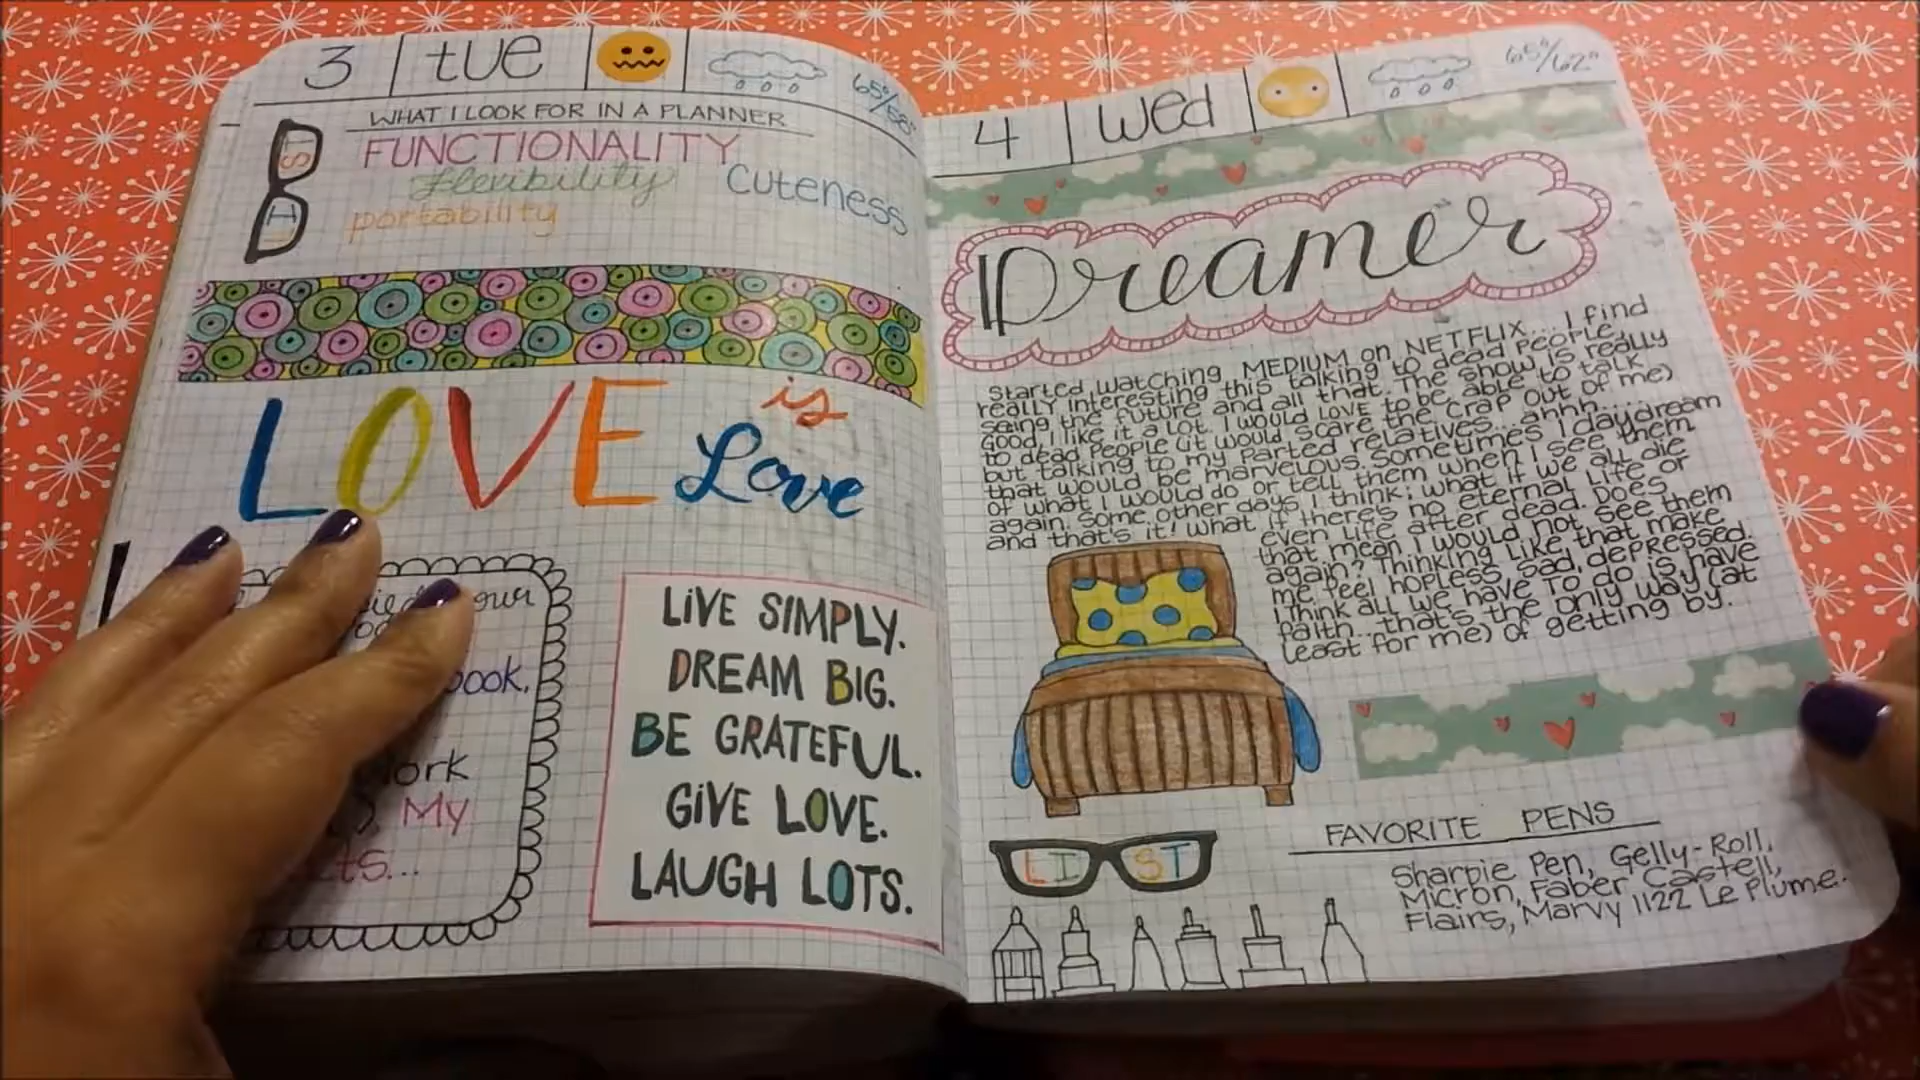 3 tue 65°/58°
WHAT I LOOK FOR IN A PLANNER
LIST
FUNCTIONALITY
flexibility
CUTENESS
portability
LOVE is
Love
our
book.
work
My
LIVE SIMPLY.
DREAM BIG.
BE GRATEFUL.
GIVE LOVE.
LAUGH LOTS.
4 wed 65°/62°
Dreamer
Started watching MEDIUM on NETFLIX... I find
really interesting this talking to dead people,
seing the future and all that. The show is really
good, I like it a lot. I would LOVE to be able to talk
to dead people (it would scare the crap out of me)
but talking to my parted relatives... ahhh....
that would be marvelous. Sometimes I daydream
of what I would do or tell them when I see them
again. Some other days I think; what if we all die
and that's it! What if there's no eternal life or
even life after dead. Does
that mean I would not see them
again? Thinking like that make
me feel hopless, sad, depressed.
I think all we have to do is have
faith... that's the only way (at
least for me) of getting by.
LIST
FAVORITE PENS
Sharpie Pen, Gelly-Roll,
Micron, Faber Castell,
Flairs, Marvy 1122 Le Plume.